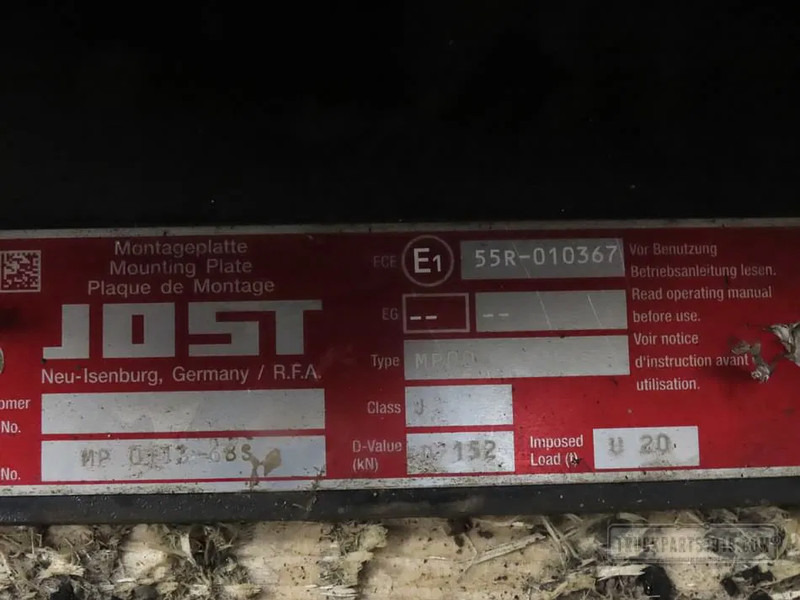 Montageplatte
Mounting Plate
Plaque de Montage
JOST
Neu-Isenburg, Germany / R.F.A.
omer
No.
No.
ECE E1 55R-010367
EG -- --
Type
Class J
D-Value 152
(kN)
Imposed U 20
Load (t)
Vor Benutzung
Betriebsanleitung lesen.
Read operating manual
before use.
Voir notice
d'instruction avant
utilisation.